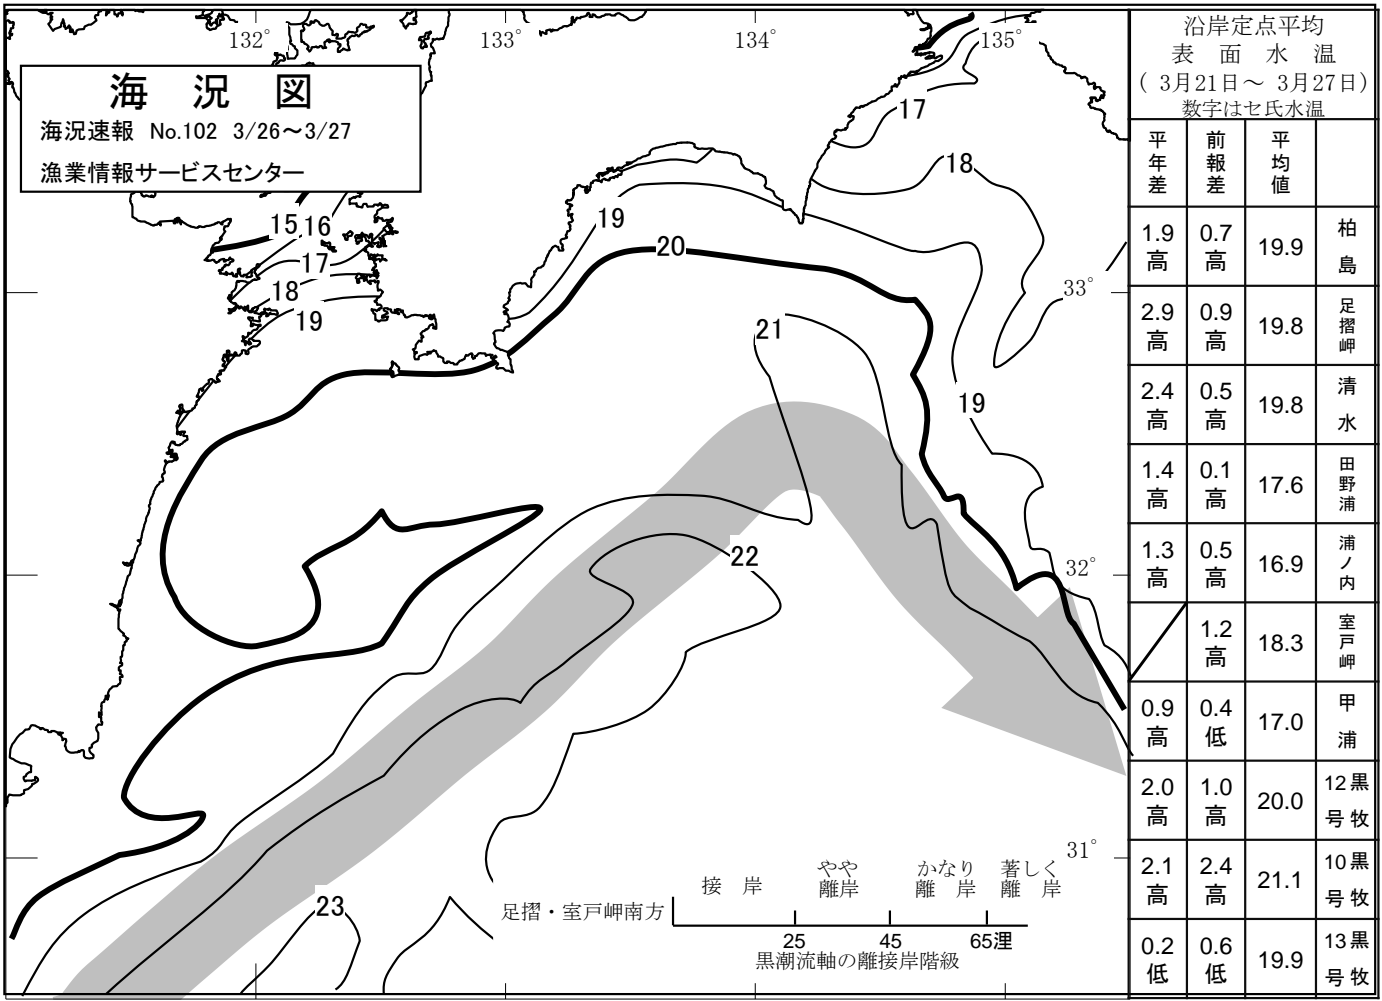 132°
133°
134°
135°
海 況 図
海況速報 No.102 3/26～3/27
漁業情報サービスセンター
17
18
15 16
17
18
19
19
20
33°
21
19
22
32°
31°
23
接 岸
やや
離岸
かなり
離 岸
著しく
離 岸
足摺・室戸岬南方
25 45 65浬
黒潮流軸の離接岸階級
沿岸定点平均
表 面 水 温
( 3月21日～ 3月27日)
数字はセ氏水温
平年差 前報差 平均値
1.9高 0.7高 19.9 柏島
2.9高 0.9高 19.8 足摺岬
2.4高 0.5高 19.8 清水
1.4高 0.1高 17.6 田野浦
1.3高 0.5高 16.9 浦ノ内
1.2高 18.3 室戸岬
0.9高 0.4低 17.0 甲浦
2.0高 1.0高 20.0 黒牧12号
2.1高 2.4高 21.1 黒牧10号
0.2低 0.6低 19.9 黒牧13号